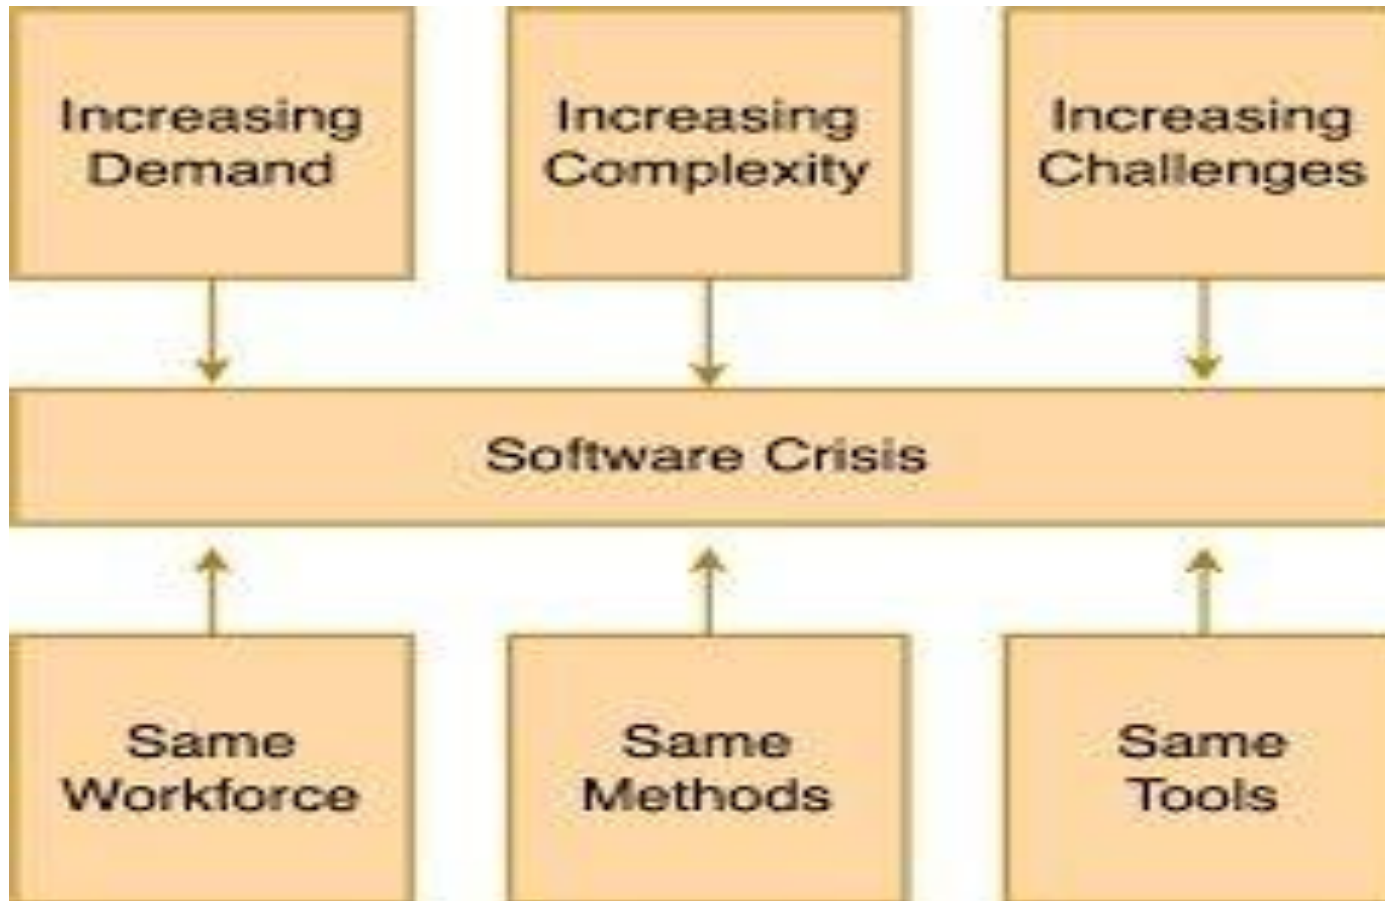 Increasing
Demand
Increasing
Complexity
Increasing
Challenges
Software Crisis
Same
Workforce
Same
Methods
Same
Tools